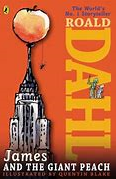 The World's
No. 1 Storyteller
ROALD
DAHL
James
AND THE GIANT PEACH
ILLUSTRATED BY QUENTIN BLAKE